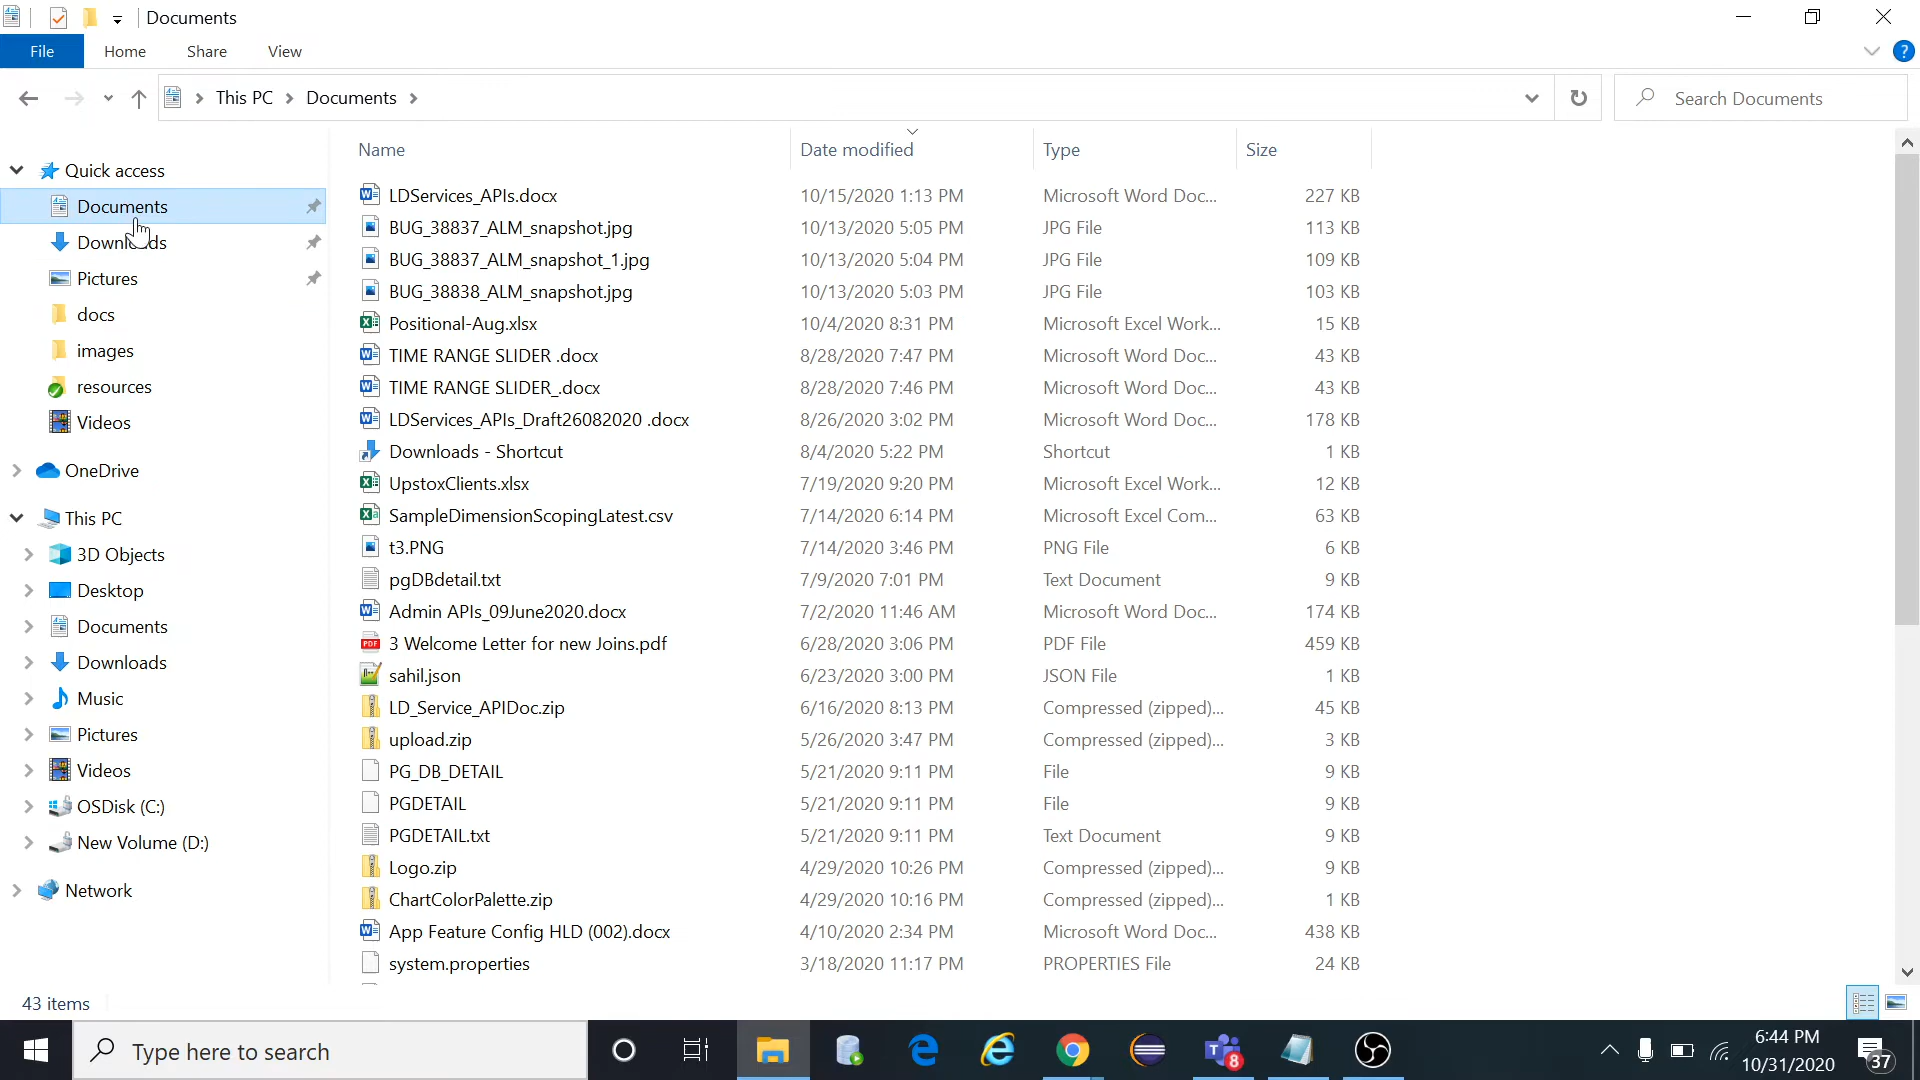 Documents
File Home Share View
This PC Documents
Search Documents
Name Date modified Type Size
Quick access
Documents
Downloads
Pictures
docs
images
resources
Videos
OneDrive
This PC
3D Objects
Desktop
Documents
Downloads
Music
Pictures
Videos
OSDisk (C:)
New Volume (D:)
Network
LDServices_APIs.docx 10/15/2020 1:13 PM Microsoft Word Doc... 227 KB
BUG_38837_ALM_snapshot.jpg 10/13/2020 5:05 PM JPG File 113 KB
BUG_38837_ALM_snapshot_1.jpg 10/13/2020 5:04 PM JPG File 109 KB
BUG_38838_ALM_snapshot.jpg 10/13/2020 5:03 PM JPG File 103 KB
Positional-Aug.xlsx 10/4/2020 8:31 PM Microsoft Excel Work... 15 KB
TIME RANGE SLIDER .docx 8/28/2020 7:47 PM Microsoft Word Doc... 43 KB
TIME RANGE SLIDER_.docx 8/28/2020 7:46 PM Microsoft Word Doc... 43 KB
LDServices_APIs_Draft26082020 .docx 8/26/2020 3:02 PM Microsoft Word Doc... 178 KB
Downloads - Shortcut 8/4/2020 5:22 PM Shortcut 1 KB
UpstoxClients.xlsx 7/19/2020 9:20 PM Microsoft Excel Work... 12 KB
SampleDimensionScopingLatest.csv 7/14/2020 6:14 PM Microsoft Excel Com... 63 KB
t3.PNG 7/14/2020 3:46 PM PNG File 6 KB
pgDBdetail.txt 7/9/2020 7:01 PM Text Document 9 KB
Admin APIs_09June2020.docx 7/2/2020 11:46 AM Microsoft Word Doc... 174 KB
3 Welcome Letter for new Joins.pdf 6/28/2020 3:06 PM PDF File 459 KB
sahil.json 6/23/2020 3:00 PM JSON File 1 KB
LD_Service_APIDoc.zip 6/16/2020 8:13 PM Compressed (zipped)... 45 KB
upload.zip 5/26/2020 3:47 PM Compressed (zipped)... 3 KB
PG_DB_DETAIL 5/21/2020 9:11 PM File 9 KB
PGDETAIL 5/21/2020 9:11 PM File 9 KB
PGDETAIL.txt 5/21/2020 9:11 PM Text Document 9 KB
Logo.zip 4/29/2020 10:26 PM Compressed (zipped)... 9 KB
ChartColorPalette.zip 4/29/2020 10:16 PM Compressed (zipped)... 1 KB
App Feature Config HLD (002).docx 4/10/2020 2:34 PM Microsoft Word Doc... 438 KB
system.properties 3/18/2020 11:17 PM PROPERTIES File 24 KB
43 items
Type here to search
8
6:44 PM
10/31/2020
37